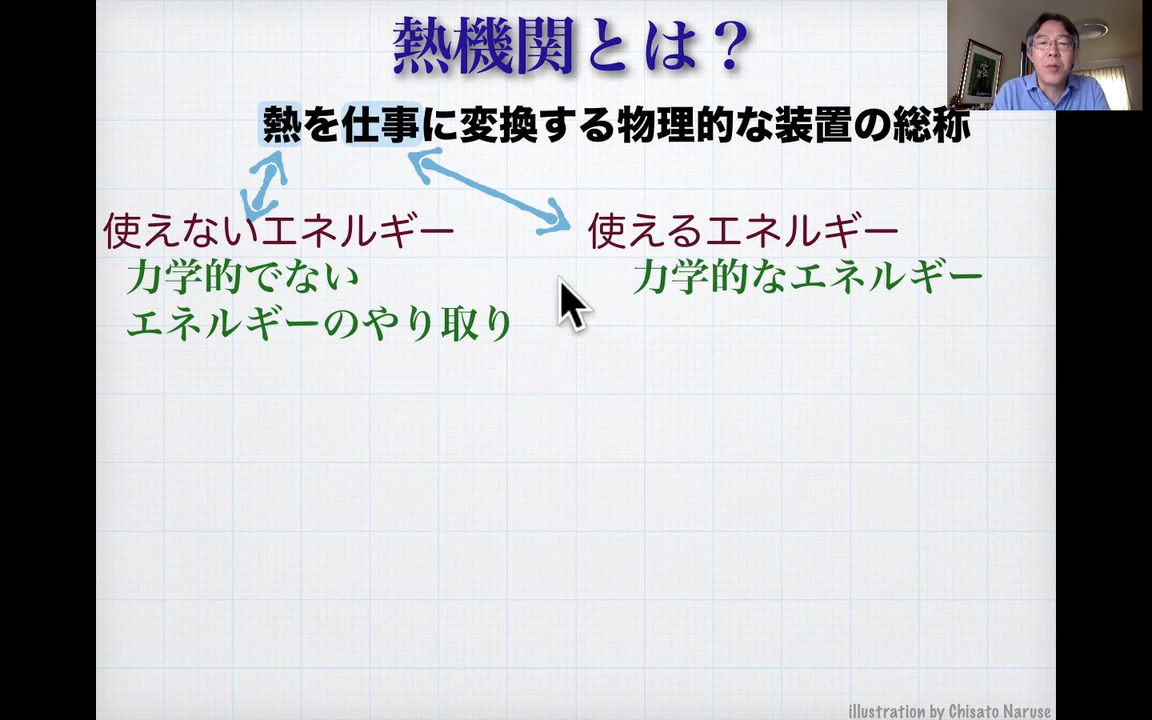 熱機関とは？
熱を仕事に変換する物理的な装置の総称
使えないエネルギー
力学的でない
エネルギーのやり取り
使えるエネルギー
力学的なエネルギー
illustration by Chisato Naruse